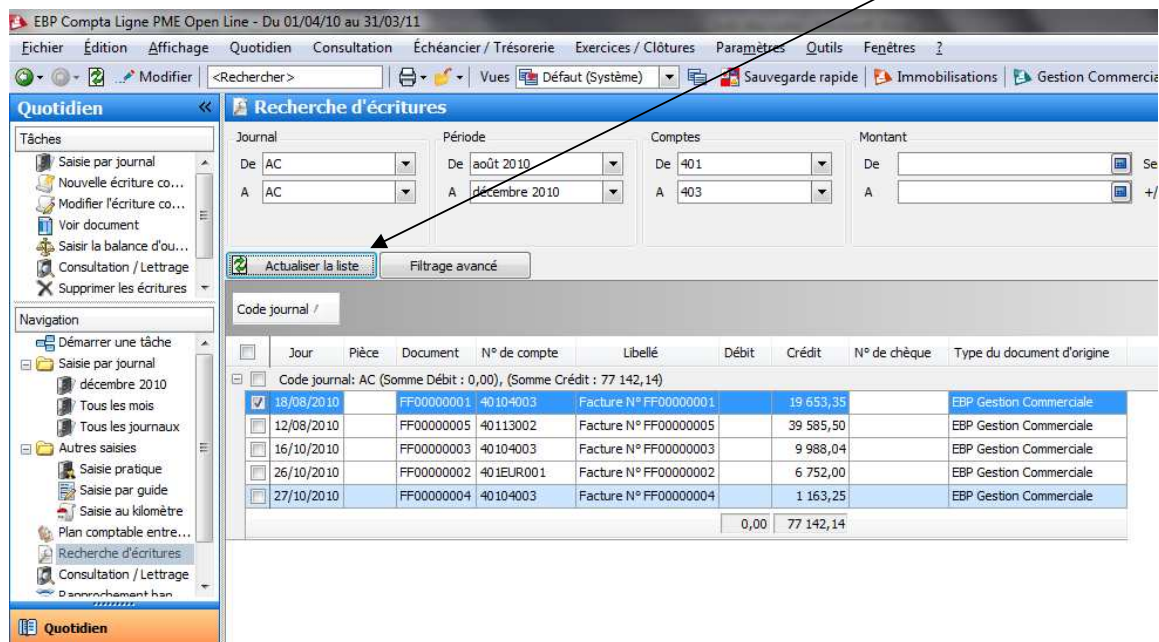 EBP Compta Ligne PME Open Line - Du 01/04/10 au 31/03/11
Fichier Édition Affichage Quotidien Consultation Échéancier / Trésorerie Exercices / Clôtures Paramètres Outils Fenêtres ?
Modifier <Rechercher> Vues Défaut (Système) Sauvegarde rapide Immobilisations Gestion Commercia
Quotidien « Recherche d'écritures
Tâches
Saisie par journal
Nouvelle écriture co...
Modifier l'écriture co...
Voir document
Saisir la balance d'ou...
Consultation / Lettrage
Supprimer les écritures
Navigation
Démarrer une tâche
Saisie par journal
décembre 2010
Tous les mois
Tous les journaux
Autres saisies
Saisie pratique
Saisie par guide
Saisie au kilomètre
Plan comptable entre...
Recherche d'écritures
Consultation / Lettrage
Rapprochement ban
Quotidien
Journal Période Comptes Montant
De AC De août 2010 De 401 De Se
A AC A décembre 2010 A 403 A +/
Actualiser la liste Filtrage avancé
Code journal /
Jour Pièce Document N° de compte Libellé Débit Crédit N° de chèque Type du document d'origine
Code journal: AC (Somme Débit : 0,00), (Somme Crédit : 77 142,14)
18/08/2010 FF00000001 40104003 Facture N° FF00000001 19 653,35 EBP Gestion Commerciale
12/08/2010 FF00000005 40113002 Facture N° FF00000005 39 585,50 EBP Gestion Commerciale
16/10/2010 FF00000003 40104003 Facture N° FF00000003 9 988,04 EBP Gestion Commerciale
26/10/2010 FF00000002 401EUR001 Facture N° FF00000002 6 752,00 EBP Gestion Commerciale
27/10/2010 FF00000004 40104003 Facture N° FF00000004 1 163,25 EBP Gestion Commerciale
0,00 77 142,14